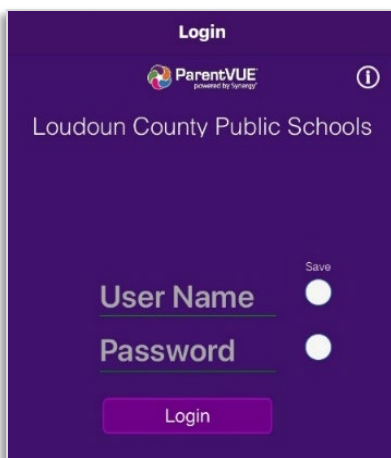 Login
ParentVUE
powered by Synergy
Loudoun County Public Schools
Save
User Name
Password
Login